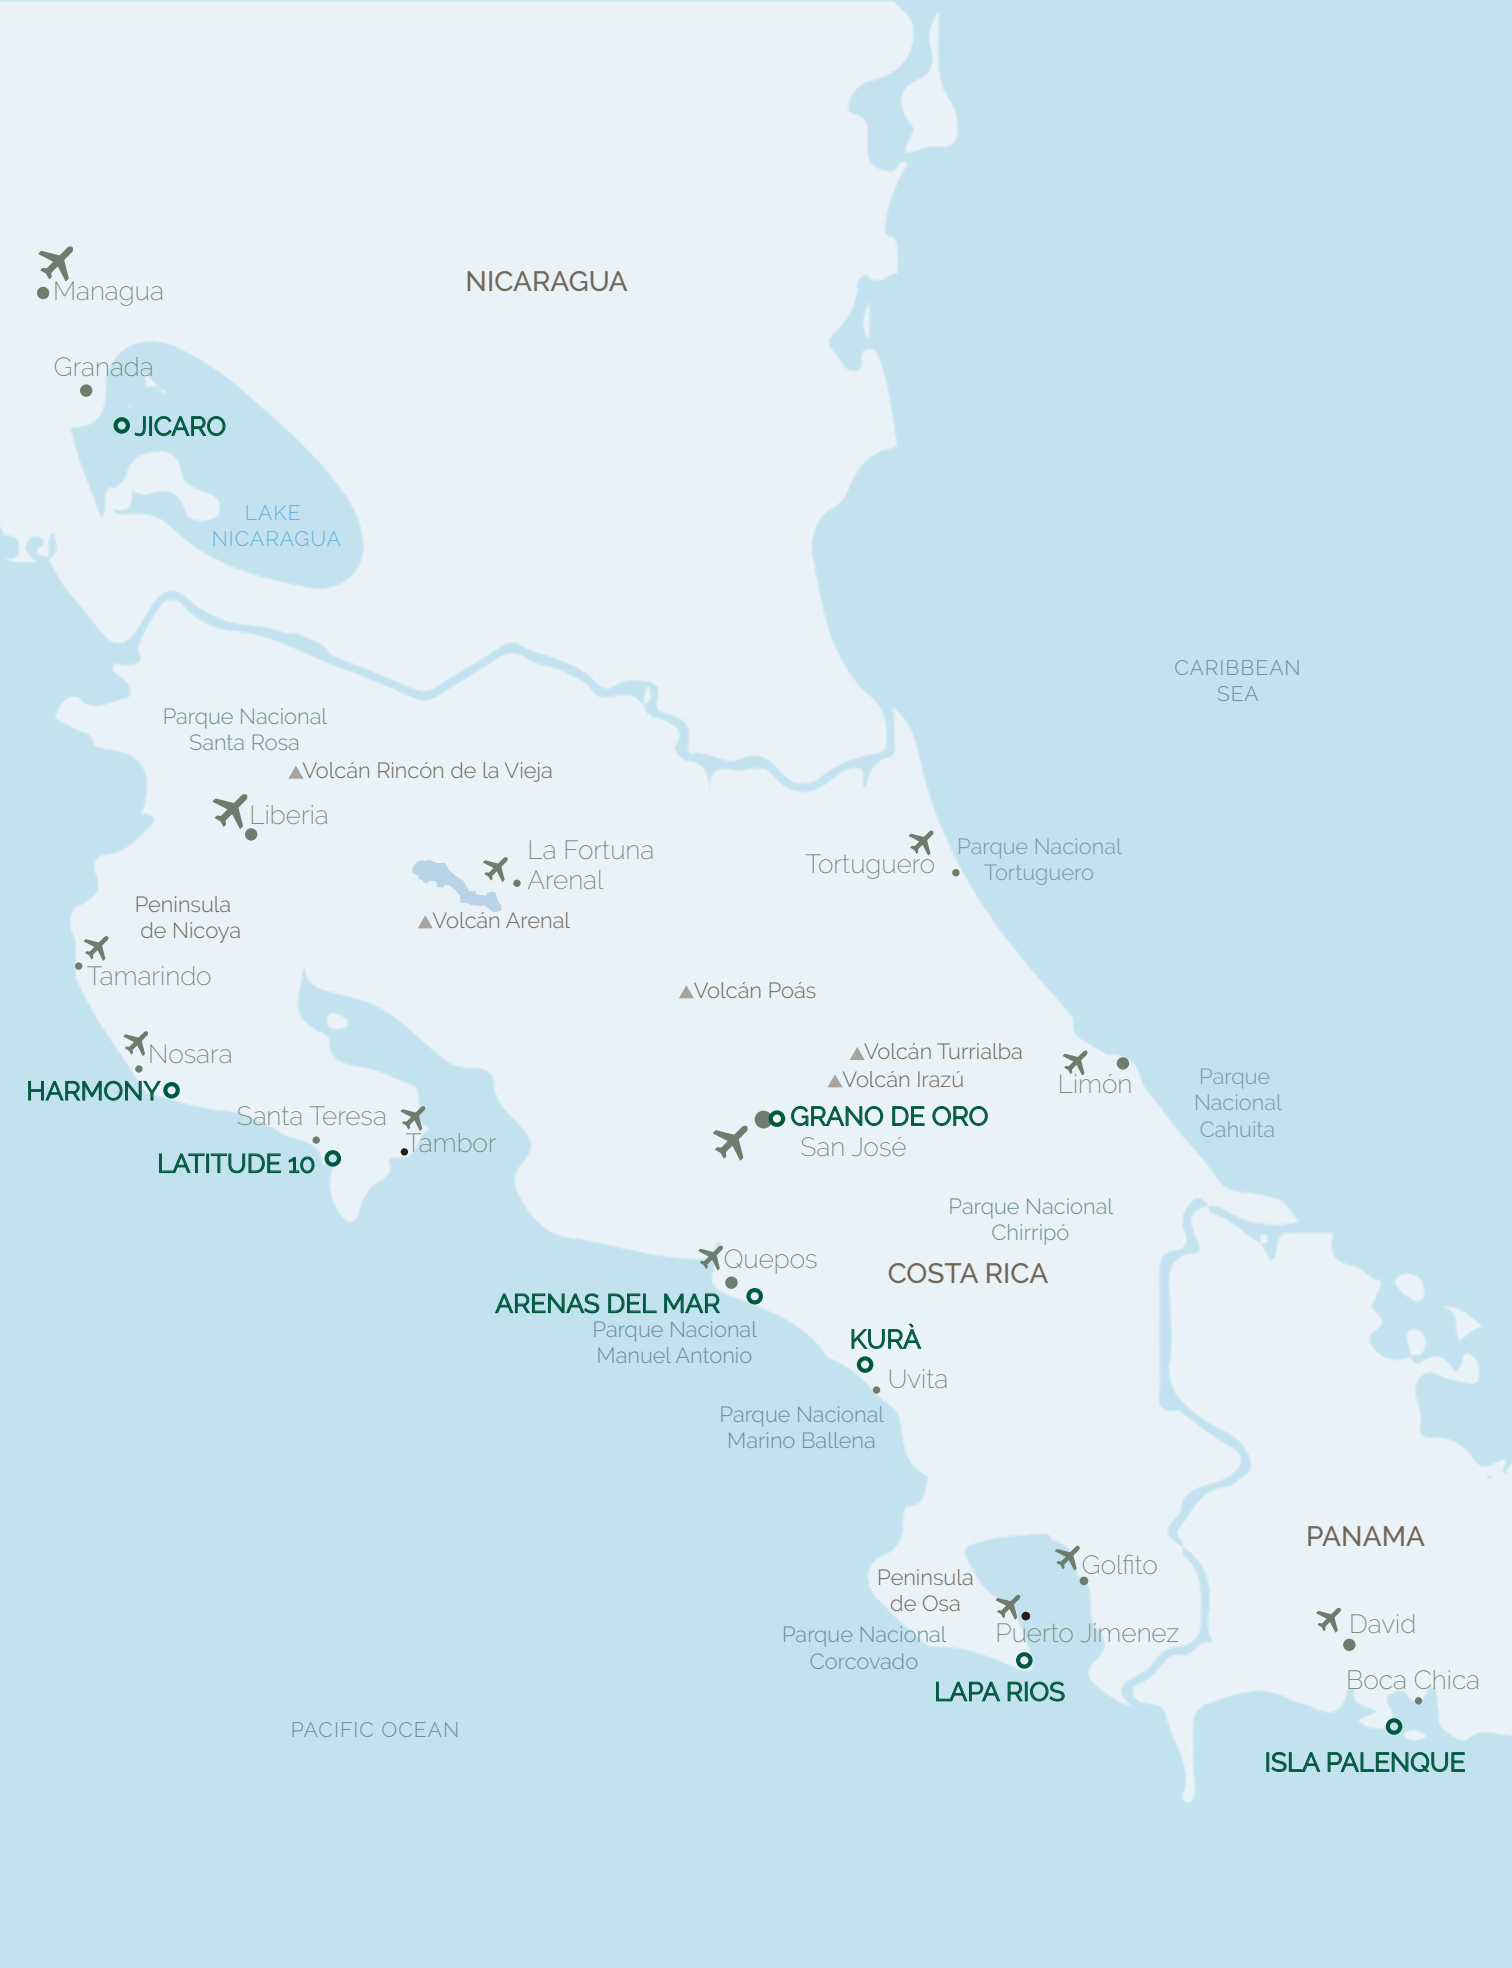 NICARAGUA
Managua
Granada
JICARO
LAKE
NICARAGUA
CARIBBEAN
SEA
Parque Nacional
Santa Rosa
Volcán Rincón de la Vieja
Liberia
La Fortuna
Arenal
Volcán Arenal
Tortuguero
Parque Nacional
Tortuguero
Peninsula
de Nicoya
Tamarindo
Volcán Poás
Nosara
HARMONY
Volcán Turrialba
Volcán Irazú
Limón
Parque
Nacional
Cahuita
Santa Teresa
Tambor
LATITUDE 10
GRANO DE ORO
San José
Parque Nacional
Chirripó
Quepos
COSTA RICA
ARENAS DEL MAR
Parque Nacional
Manuel Antonio
KURÀ
Uvita
Parque Nacional
Marino Ballena
PANAMA
Golfito
Peninsula
de Osa
Puerto Jimenez
Parque Nacional
Corcovado
LAPA RIOS
David
Boca Chica
PACIFIC OCEAN
ISLA PALENQUE